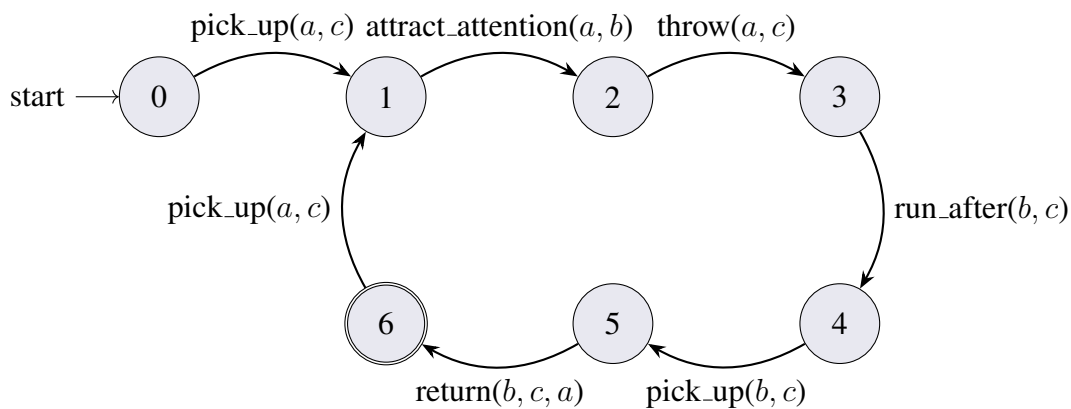 pick_up(a, c) attract_attention(a, b) throw(a, c)
start 0 1 2 3
pick_up(a, c) run_after(b, c)
6 5 4
return(b, c, a) pick_up(b, c)